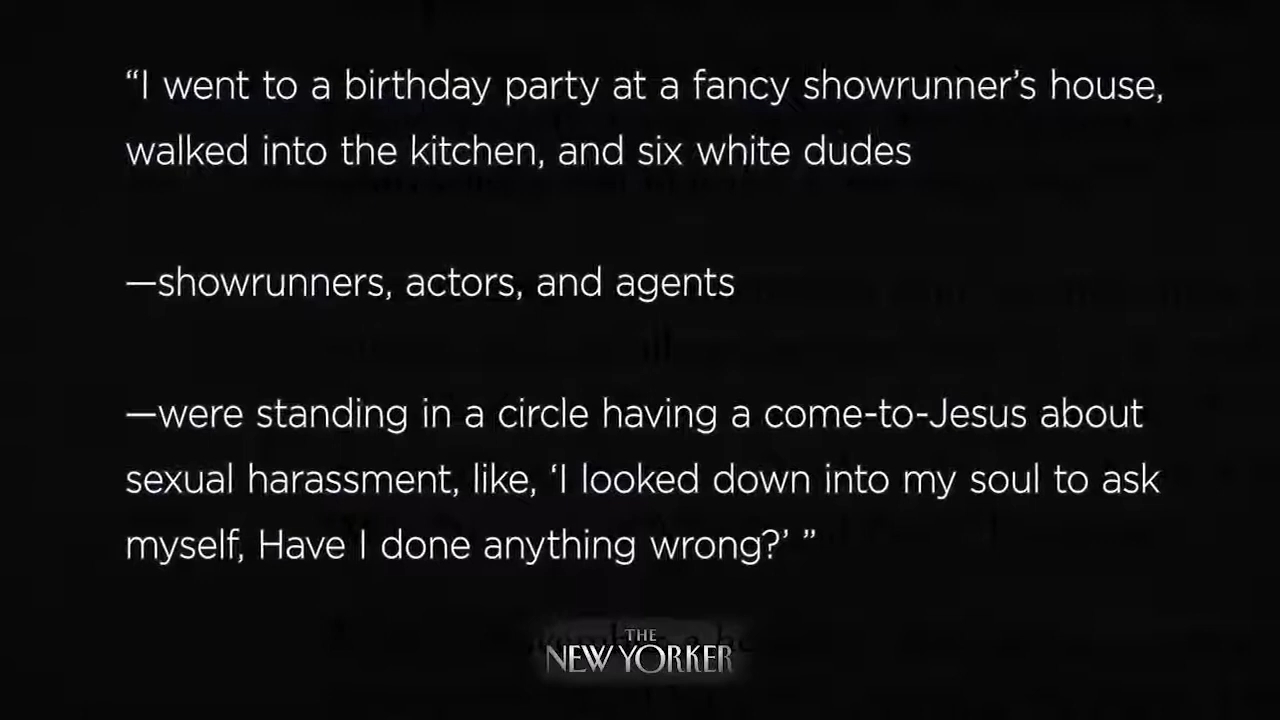 “I went to a birthday party at a fancy showrunner’s house,
walked into the kitchen, and six white dudes
—showrunners, actors, and agents
—were standing in a circle having a come-to-Jesus about
sexual harassment, like, ‘I looked down into my soul to ask
myself, Have I done anything wrong?’ ”
THE
NEW YORKER